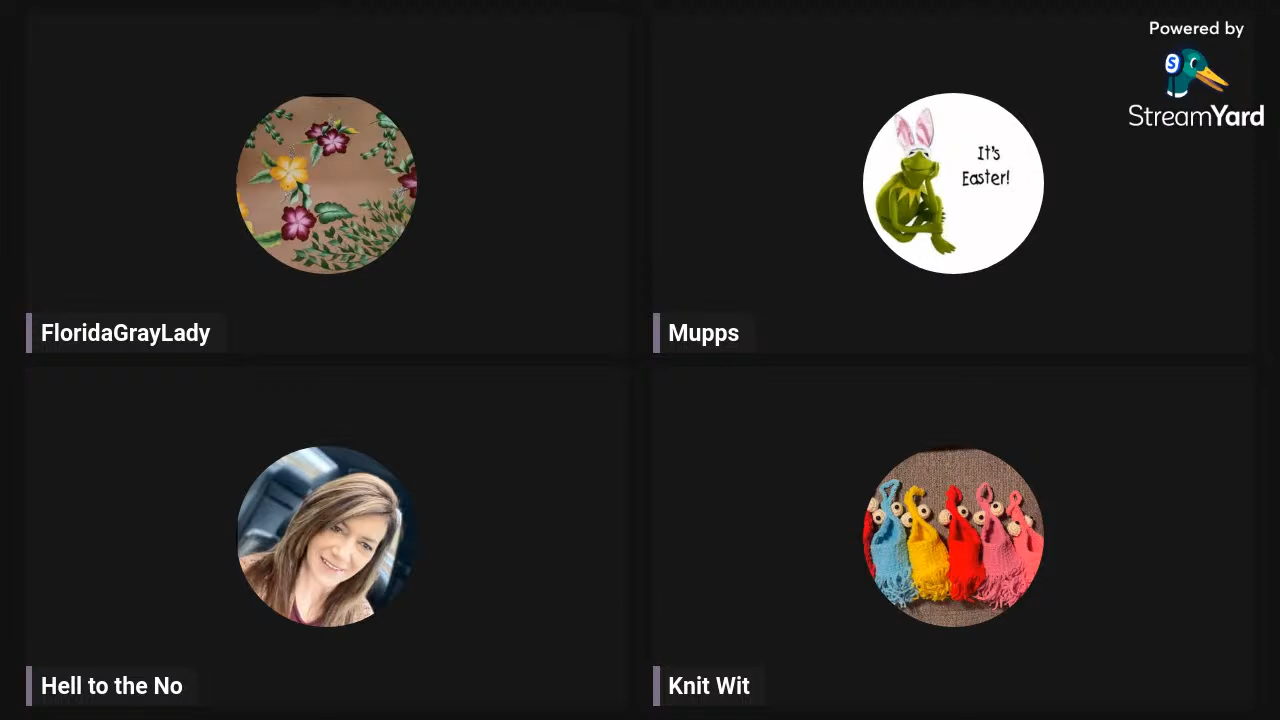 Powered by
S
StreamYard
It's
Easter!
FloridaGrayLady
Mupps
Hell to the No
Knit Wit